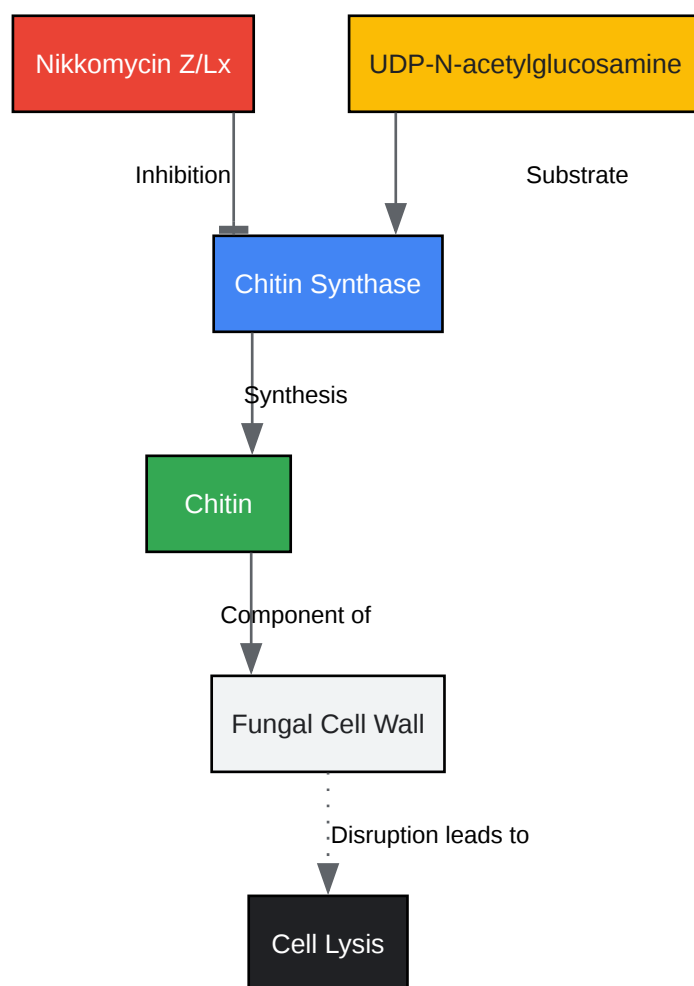 Nikkomycin Z/Lx
UDP-N-acetylglucosamine
Inhibition
Substrate
Chitin Synthase
Synthesis
Chitin
Component of
Fungal Cell Wall
Disruption leads to
Cell Lysis